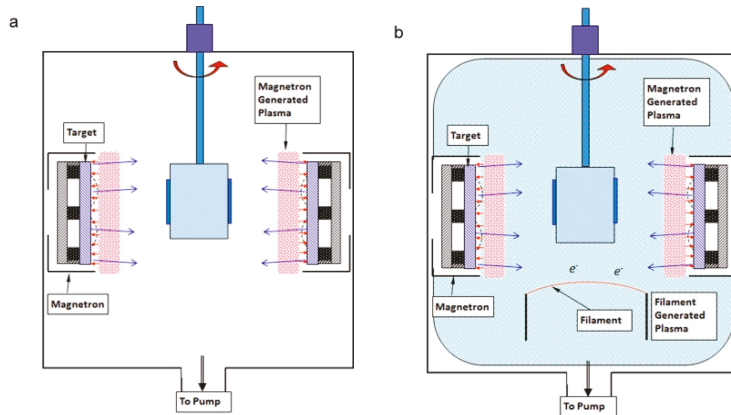 a
Magnetron
Generated
Plasma
Target
Magnetron
To Pump
b
Magnetron
Generated
Plasma
Target
e-
e-
Magnetron
Filament
Filament
Generated
Plasma
To Pump